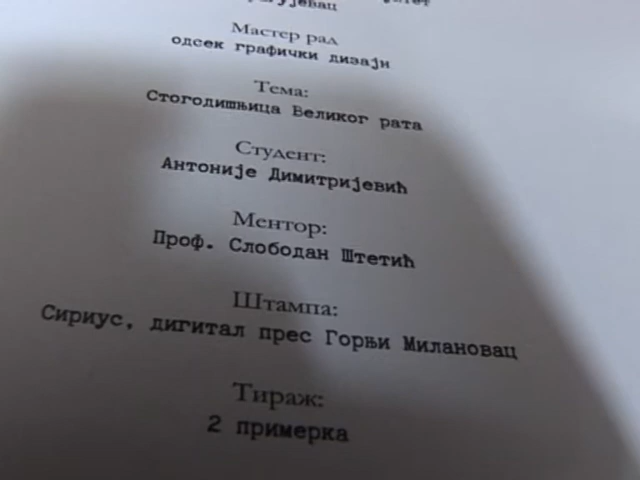 Мастер рад
одсек графички дизајн
Тема:
Стогодишњица Великог рата
Студент:
Антоније Димитријевић
Ментор:
Проф. Слободан Штетић
Штампа:
Сириус, дигитал прес Горњи Милановац
Тираж:
2 примерка